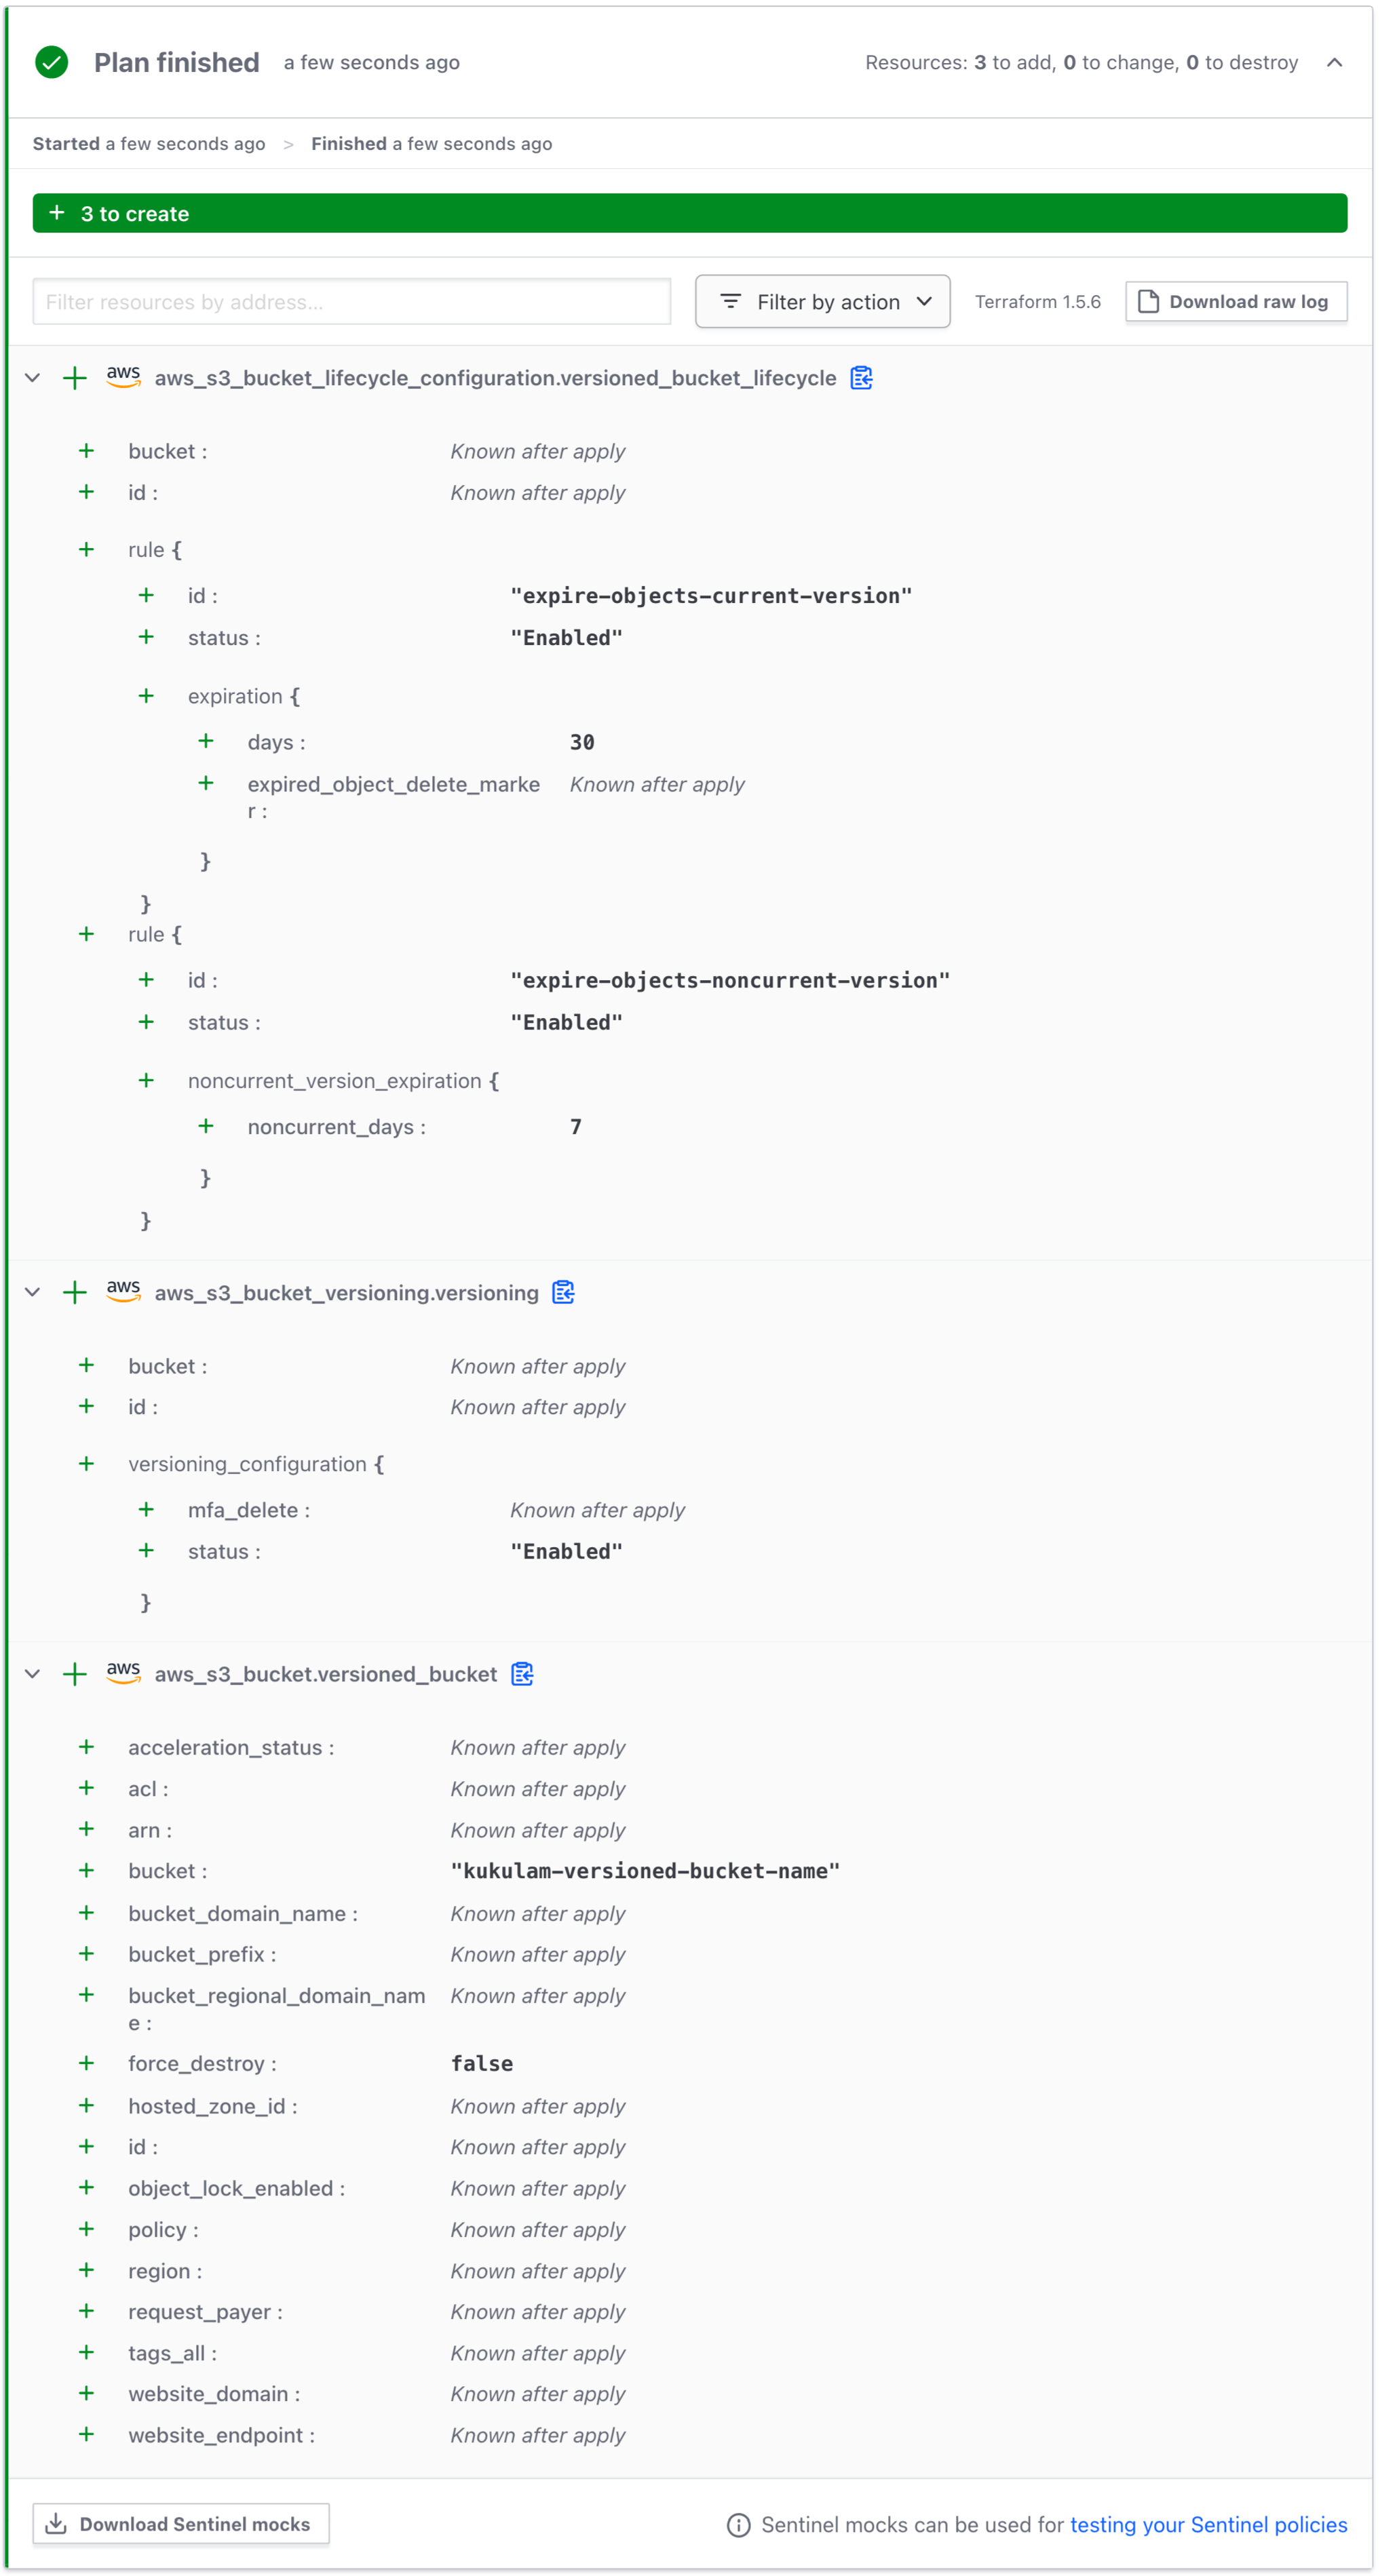 Plan finished a few seconds ago Resources: 3 to add, 0 to change, 0 to destroy
Started a few seconds ago > Finished a few seconds ago
+ 3 to create
Filter resources by address... Filter by action Terraform 1.5.6 Download raw log
+ aws aws_s3_bucket_lifecycle_configuration.versioned_bucket_lifecycle
+ bucket : Known after apply
+ id : Known after apply
+ rule {
+ id : "expire-objects-current-version"
+ status : "Enabled"
+ expiration {
+ days : 30
+ expired_object_delete_marke Known after apply
r :
}
}
+ rule {
+ id : "expire-objects-noncurrent-version"
+ status : "Enabled"
+ noncurrent_version_expiration {
+ noncurrent_days : 7
}
}
+ aws aws_s3_bucket_versioning.versioning
+ bucket : Known after apply
+ id : Known after apply
+ versioning_configuration {
+ mfa_delete : Known after apply
+ status : "Enabled"
}
+ aws aws_s3_bucket.versioned_bucket
+ acceleration_status : Known after apply
+ acl : Known after apply
+ arn : Known after apply
+ bucket : "kukulam-versioned-bucket-name"
+ bucket_domain_name : Known after apply
+ bucket_prefix : Known after apply
+ bucket_regional_domain_nam Known after apply
e :
+ force_destroy : false
+ hosted_zone_id : Known after apply
+ id : Known after apply
+ object_lock_enabled : Known after apply
+ policy : Known after apply
+ region : Known after apply
+ request_payer : Known after apply
+ tags_all : Known after apply
+ website_domain : Known after apply
+ website_endpoint : Known after apply
Download Sentinel mocks Sentinel mocks can be used for testing your Sentinel policies